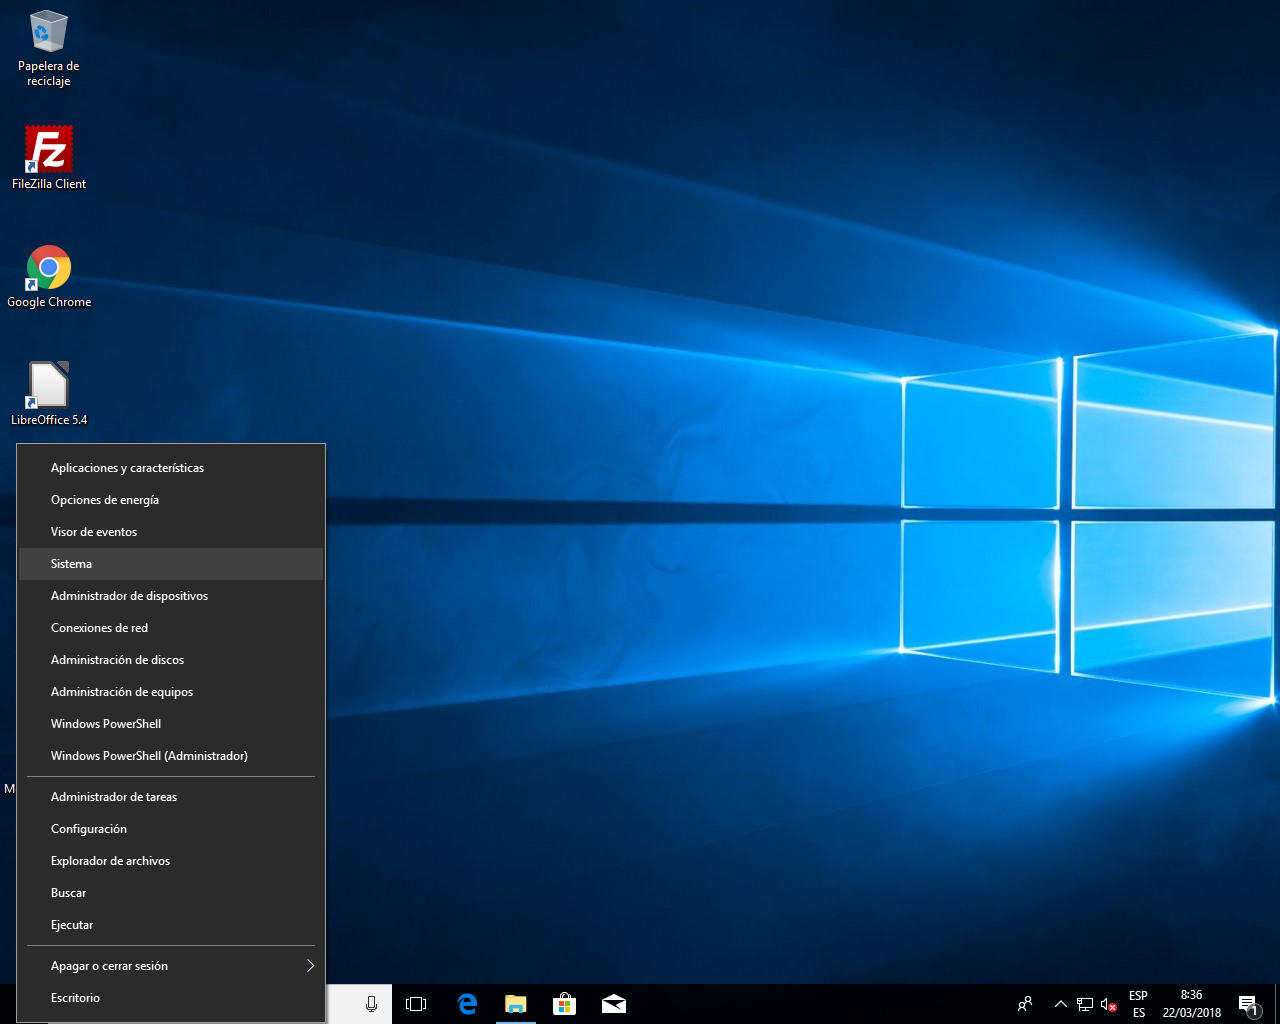 Papelera de
reciclaje
FileZilla Client
Google Chrome
LibreOffice 5.4
Aplicaciones y características
Opciones de energía
Visor de eventos
Sistema
Administrador de dispositivos
Conexiones de red
Administración de discos
Administración de equipos
Windows PowerShell
Windows PowerShell (Administrador)
Administrador de tareas
Configuración
Explorador de archivos
Buscar
Ejecutar
Apagar o cerrar sesión
Escritorio
ESP
ES
8:36
22/03/2018
1